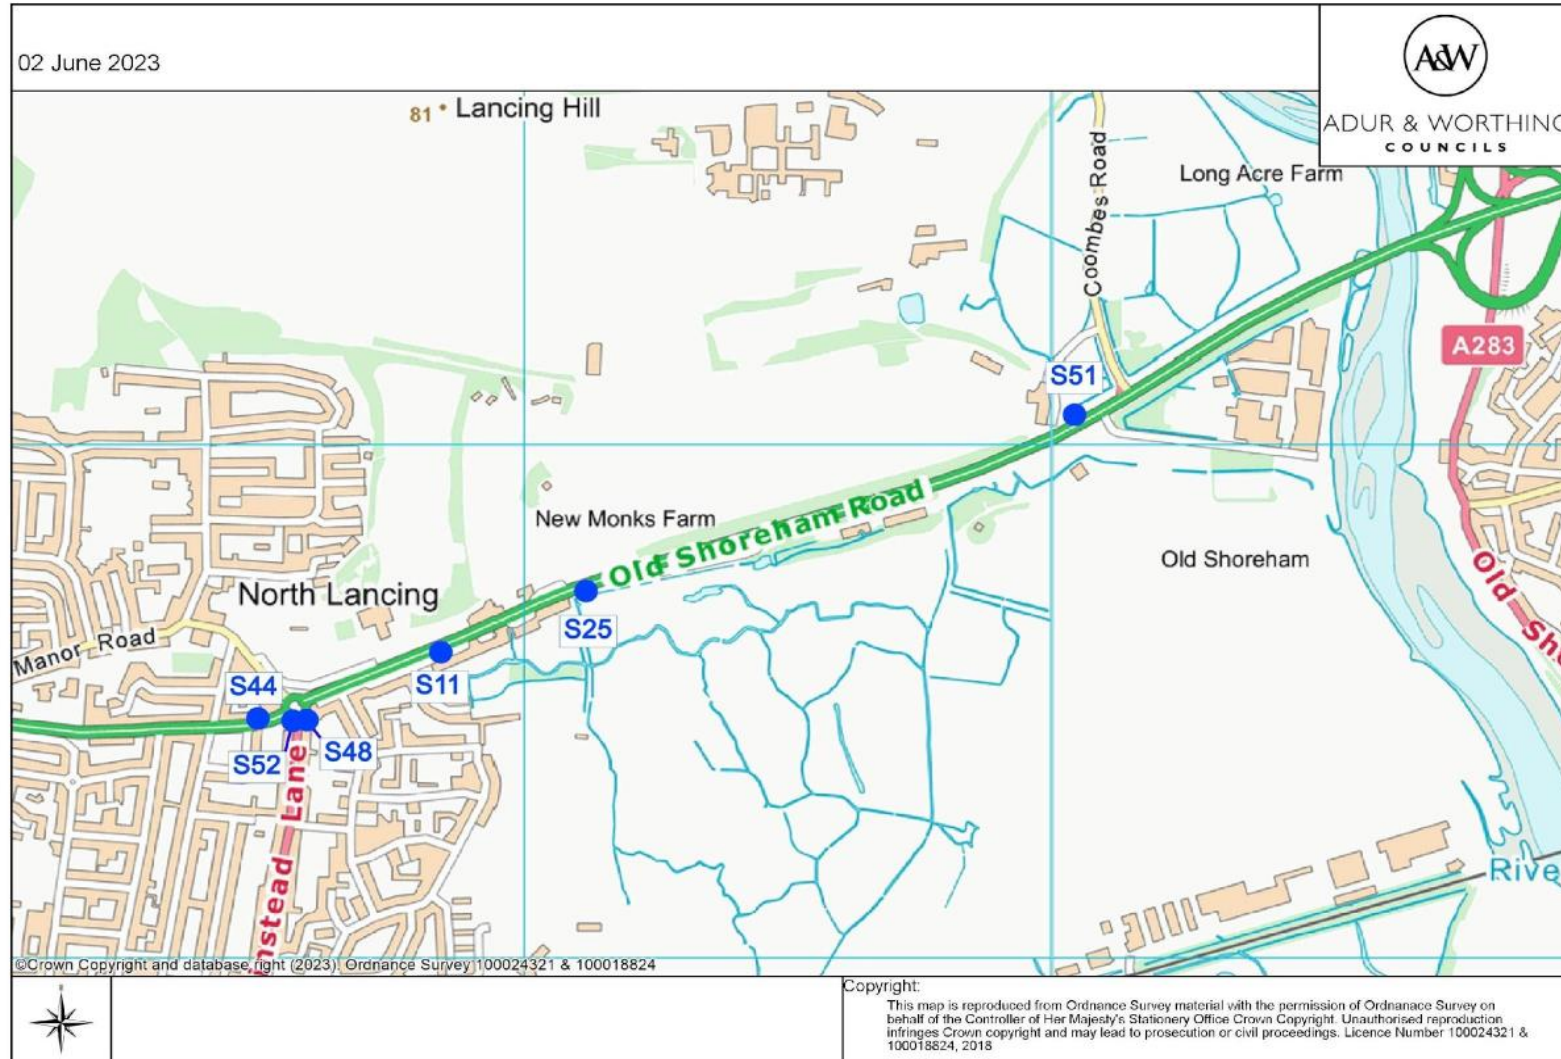 02 June 2023
A&W
ADUR & WORTHING
COUNCILS
81 • Lancing Hill
Coombes Road
Long Acre Farm
A283
S51
New Monks Farm
Old Shoreham Road
Old Shoreham
North Lancing
Manor Road
S25
S11
S44
S52
S48
instead Lane
Old Sh
Rive
©Crown Copyright and database right (2023). Ordnance Survey 100024321 & 100018824
Copyright:
This map is reproduced from Ordnance Survey material with the permission of Ordnanace Survey on
behalf of the Controller of Her Majesty's Stationery Office Crown Copyright. Unauthorised reproduction
infringes Crown copyright and may lead to prosecution or civil proceedings. Licence Number 100024321 &
100018824, 2018